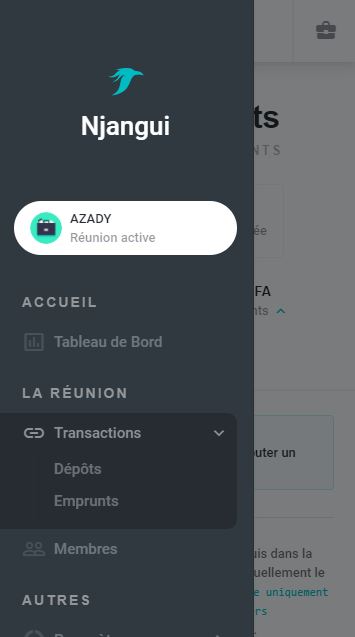 Njangui
AZADY
Réunion active
ACCUEIL
Tableau de Bord
LA RÉUNION
Transactions
Dépôts
Emprunts
Membres
AUTRES
ts
NTS
ée
FA
nts
outer un
uis dans la
uellement le
e uniquement
rs